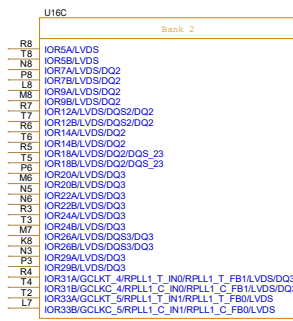 U16C
Bank 2
R8 IOR5A/LVDS
T8 IOR5B/LVDS
N8 IOR7A/LVDS/DQ2
P8 IOR7B/LVDS/DQ2
L8 IOR9A/LVDS/DQ2
M8 IOR9B/LVDS/DQ2
R7 IOR12A/LVDS/DQS2/DQ2
T7 IOR12B/LVDS/DQS2/DQ2
R6 IOR14A/LVDS/DQ2
T6 IOR14B/LVDS/DQ2
R5 IOR18A/LVDS/DQ2/DQS_23
T5 IOR18B/LVDS/DQ2/DQS_23
P6 IOR20A/LVDS/DQ3
M6 IOR20B/LVDS/DQ3
N5 IOR22A/LVDS/DQ3
N6 IOR22B/LVDS/DQ3
R3 IOR24A/LVDS/DQ3
T3 IOR24B/LVDS/DQ3
M7 IOR26A/LVDS/DQS3/DQ3
K8 IOR26B/LVDS/DQS3/DQ3
N3 IOR29A/LVDS/DQ3
P3 IOR29B/LVDS/DQ3
R4 IOR31A/GCLKT_4/RPLL1_T_IN0/RPLL1_T_FB1/LVDS/DQ3
T4 IOR31B/GCLKC_4/RPLL1_C_IN0/RPLL1_C_FB1/LVDS/DQ3
T2 IOR33A/GCLKT_5/RPLL1_T_IN1/RPLL1_T_FB0/LVDS
L7 IOR33B/GCLKC_5/RPLL1_C_IN1/RPLL1_C_FB0/LVDS